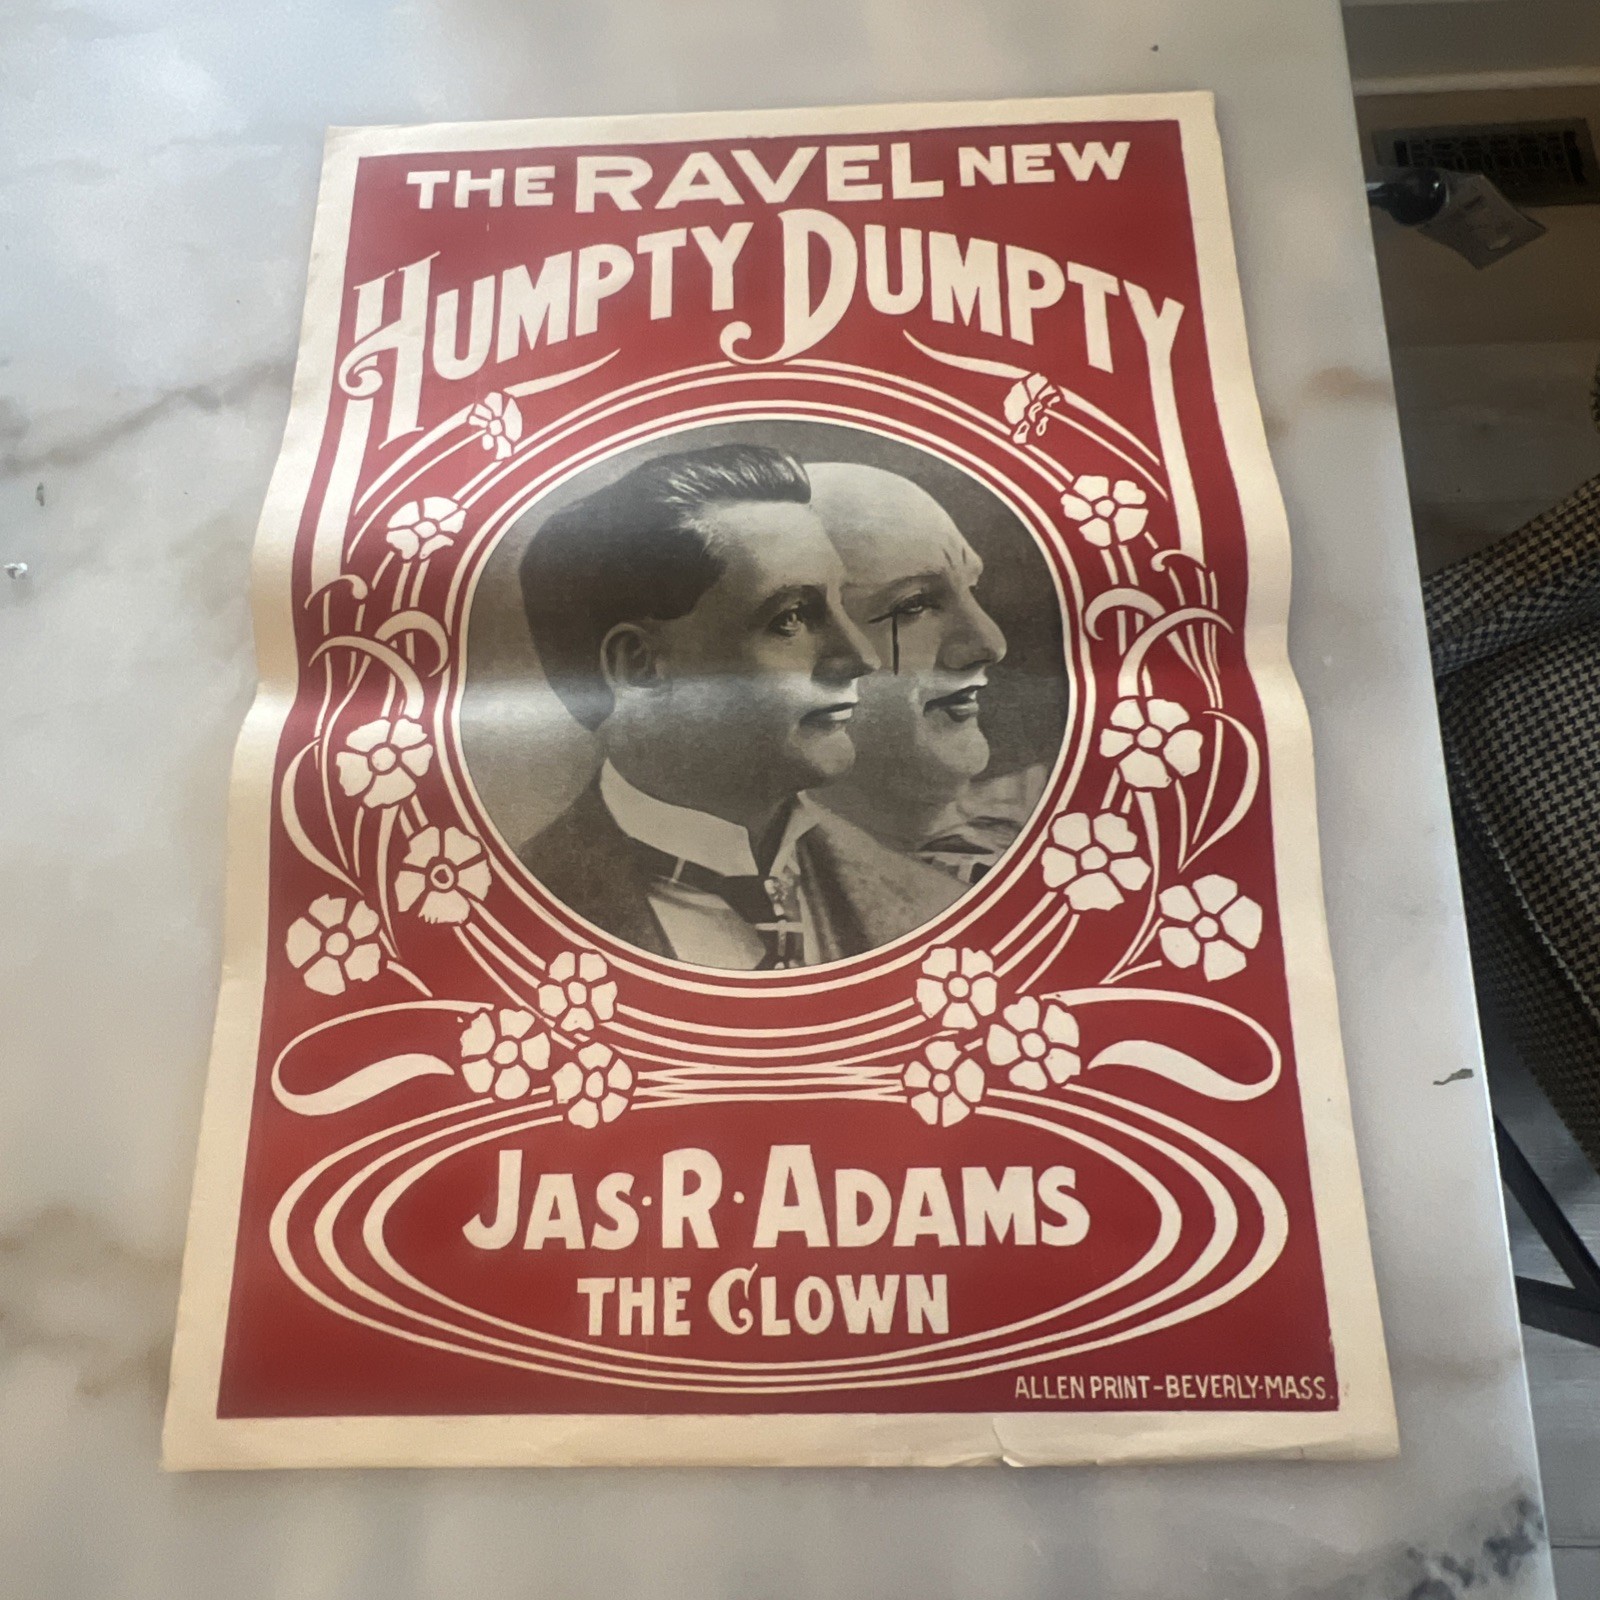 THE RAVEL NEW
HUMPTY DUMPTY
JAS·R·ADAMS
THE CLOWN
ALLEN PRINT-BEVERLY-MASS.